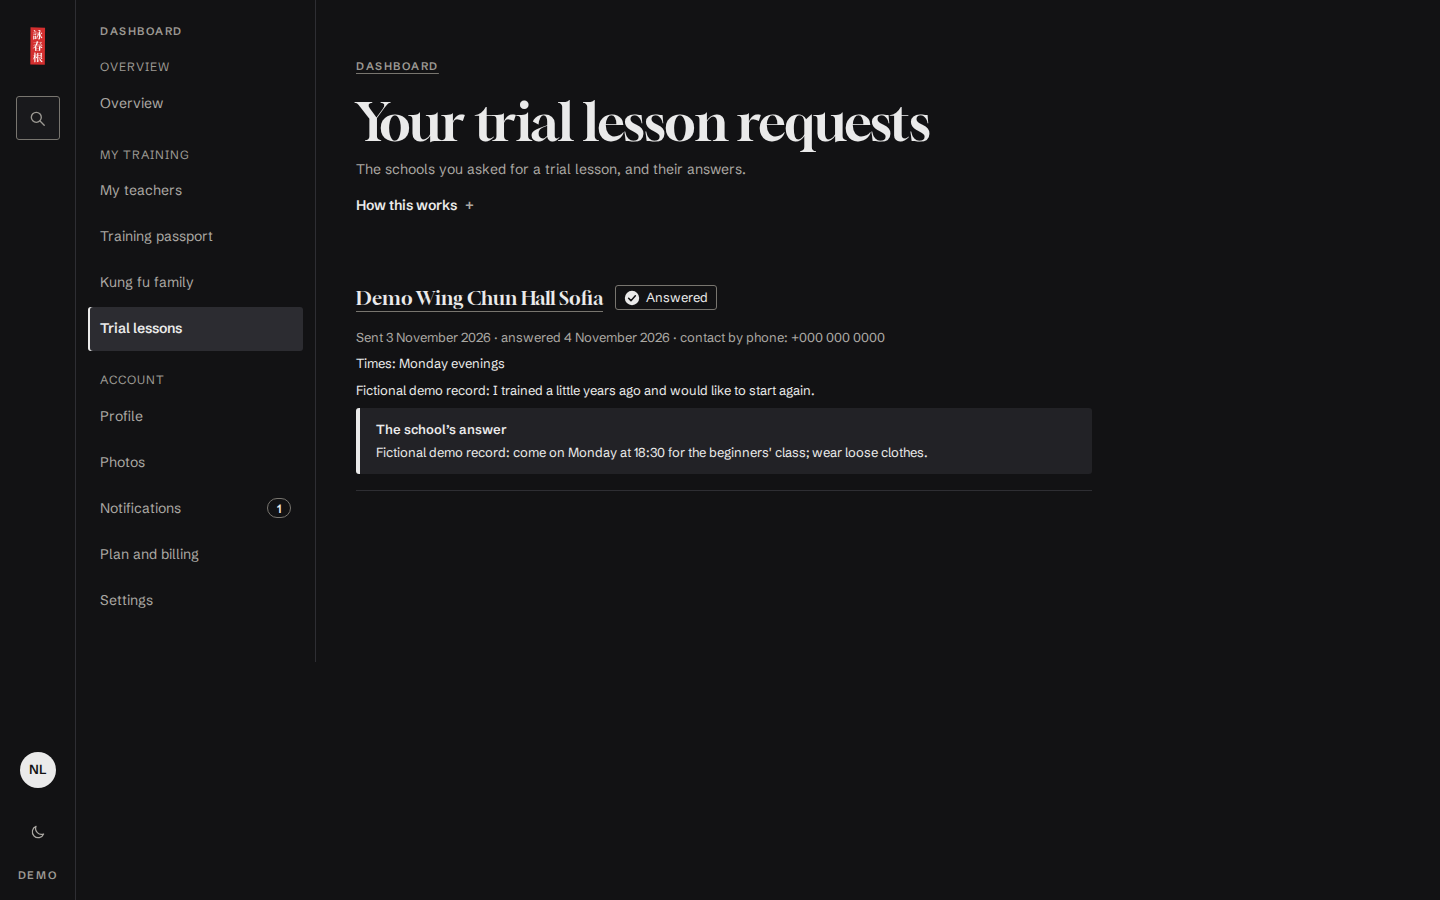 詠春根
DASHBOARD
OVERVIEW
Overview
MY TRAINING
My teachers
Training passport
Kung fu family
Trial lessons
ACCOUNT
Profile
Photos
Notifications 1
Plan and billing
Settings
NL
DEMO
DASHBOARD
Your trial lesson requests
The schools you asked for a trial lesson, and their answers.
How this works +
Demo Wing Chun Hall Sofia Answered
Sent 3 November 2026 · answered 4 November 2026 · contact by phone: +000 000 0000
Times: Monday evenings
Fictional demo record: I trained a little years ago and would like to start again.
The school’s answer
Fictional demo record: come on Monday at 18:30 for the beginners' class; wear loose clothes.